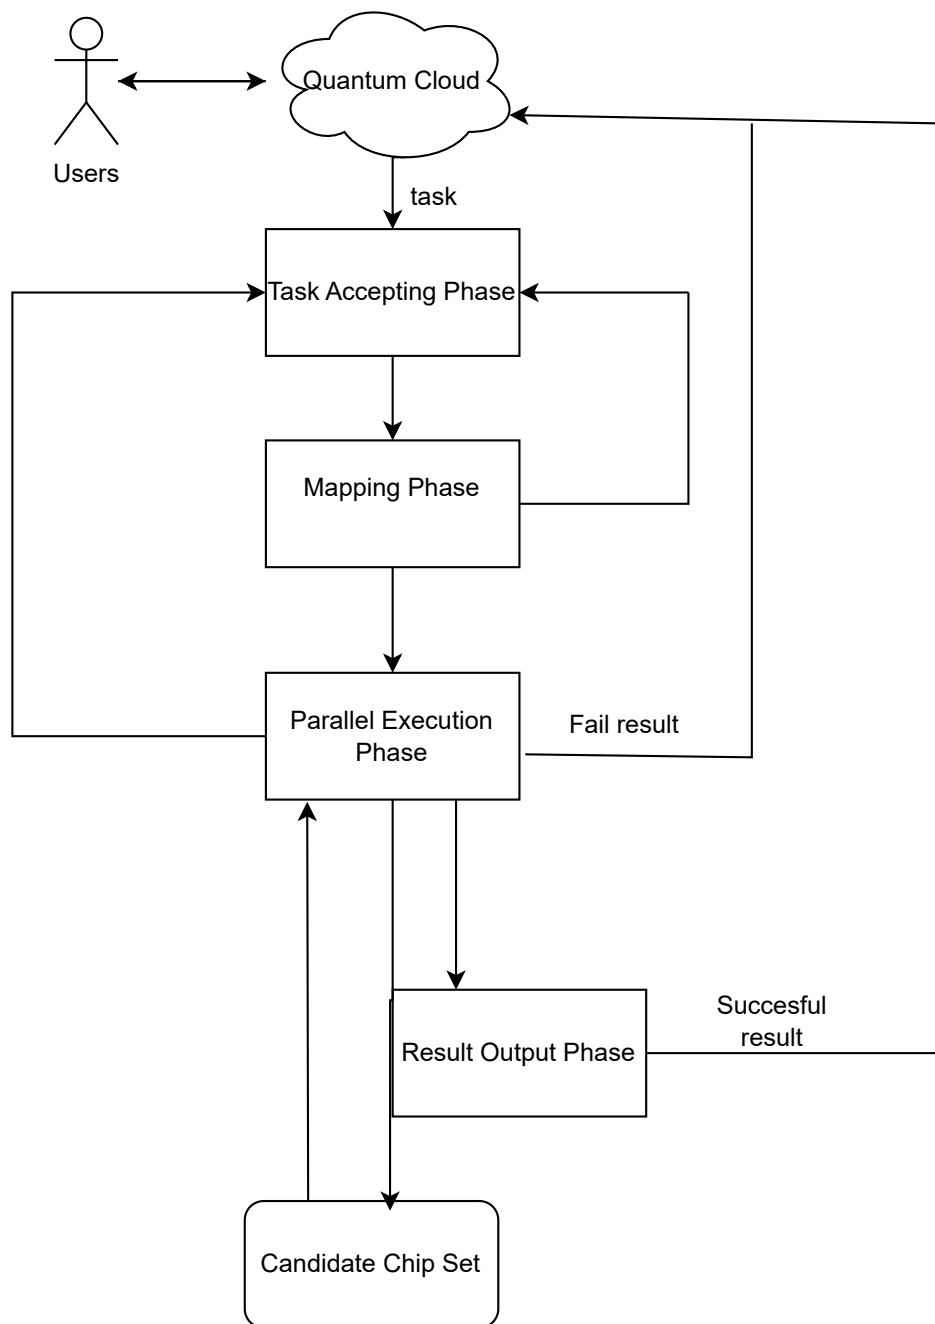 Quantum Cloud
Users
task
Task Accepting Phase
Mapping Phase
Parallel Execution
Phase
Fail result
Succesful
result
Result Output Phase
Candidate Chip Set